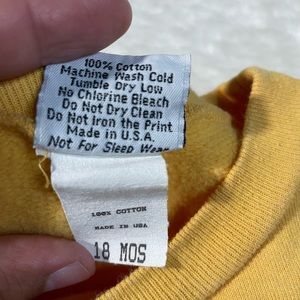 100% Cotton
Machine Wash Cold
Tumble Dry Low
No Chlorine Bleach
Do Not Dry Clean
Do Not Iron the Print
Made in U.S.A.
Not For Sleep Wear
100% COTTON
MADE IN USA
18 MOS